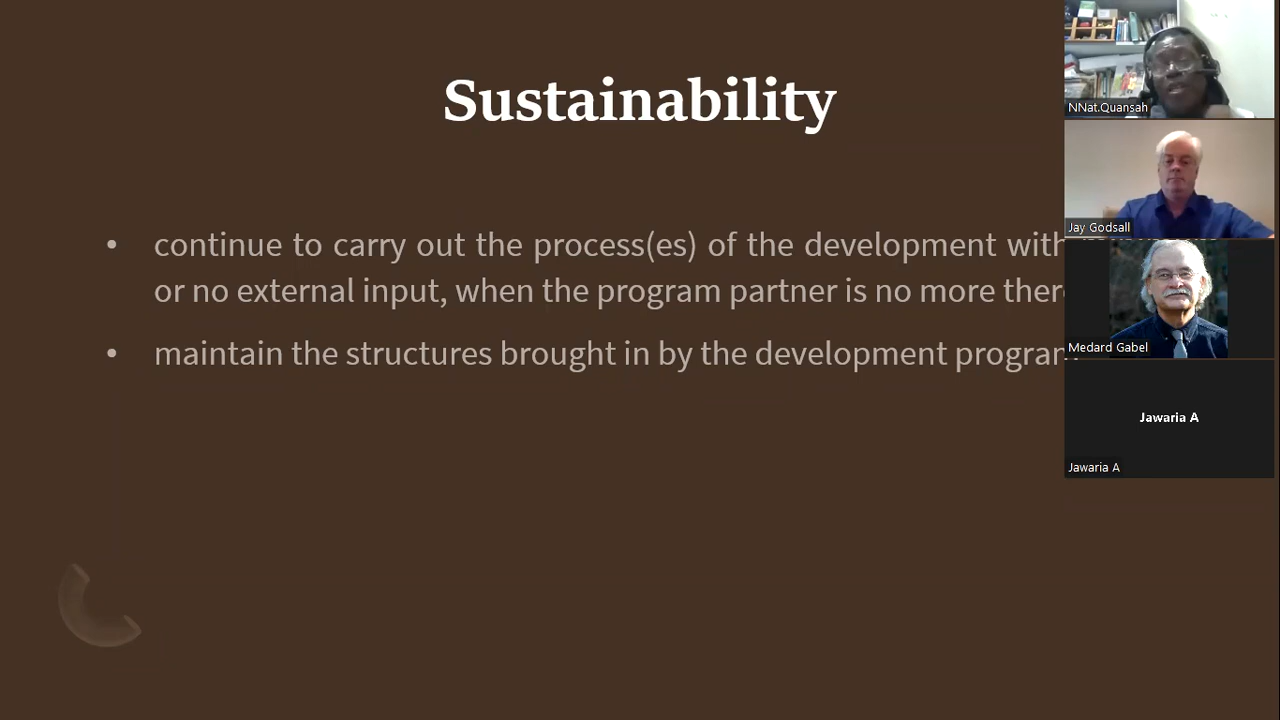 Sustainability
• continue to carry out the process(es) of the development with
or no external input, when the program partner is no more
• maintain the structures brought in by the development
NNat.Quansah
Jay Godsall
Medard Gabel
Jawaria A
Jawaria A